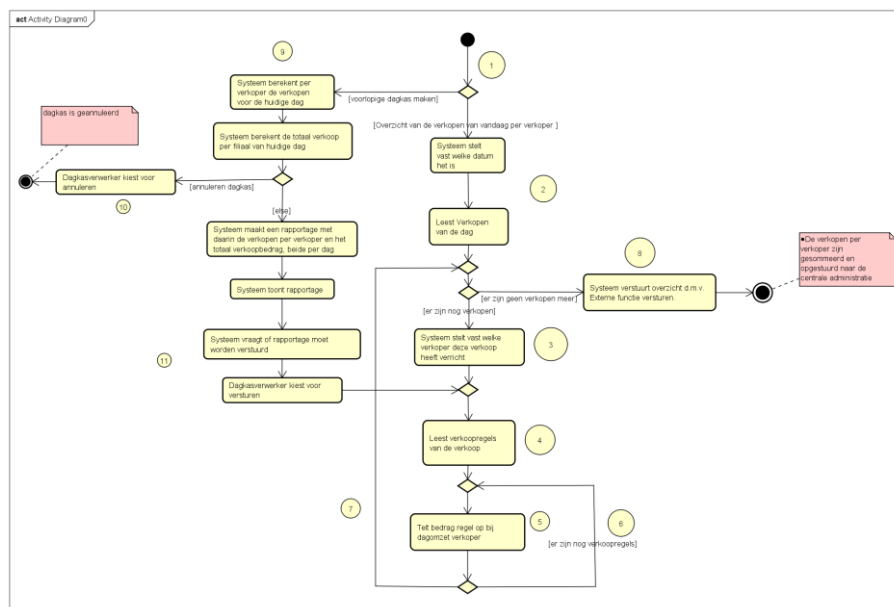 act Activity Diagram0
9
1
Systeem berekent per
verkoper de verkopen
voor de huidige dag
[voorlopige dagkas maken]
dagkas is geannuleerd
[Overzicht van de verkopen van vandaag per verkoper ]
Systeem berekent de totaal verkoop
per filiaal van huidige dag
Systeem stelt
vast welke datum
het is
Dagkasverwerker kiest voor
annuleren
[annuleren dagkas]
2
10
[else]
Leest Verkopen
van de dag
Systeem maakt een rapportage met
daarin de verkopen per verkoper en het
totaal verkoopbedrag, beide per dag
8
●De verkopen per
verkoper zijn
gesommeerd en
opgestuurd naar de
centrale administratie
Systeem toont rapportage
[er zijn geen verkopen meer]
Systeem verstuurt overzicht d.m.v.
Externe functie versturen.
[er zijn nog verkopen]
Systeem vraagt of rapportage moet
worden verstuurd
Systeem stelt vast welke
verkoper deze verkoop
heeft verricht
3
11
Dagkasverwerker kiest voor
versturen
Leest verkoopregels
van de verkoop
4
7
Telt bedrag regel op bij
dagomzet verkoper
5
6
[er zijn nog verkoopregels]